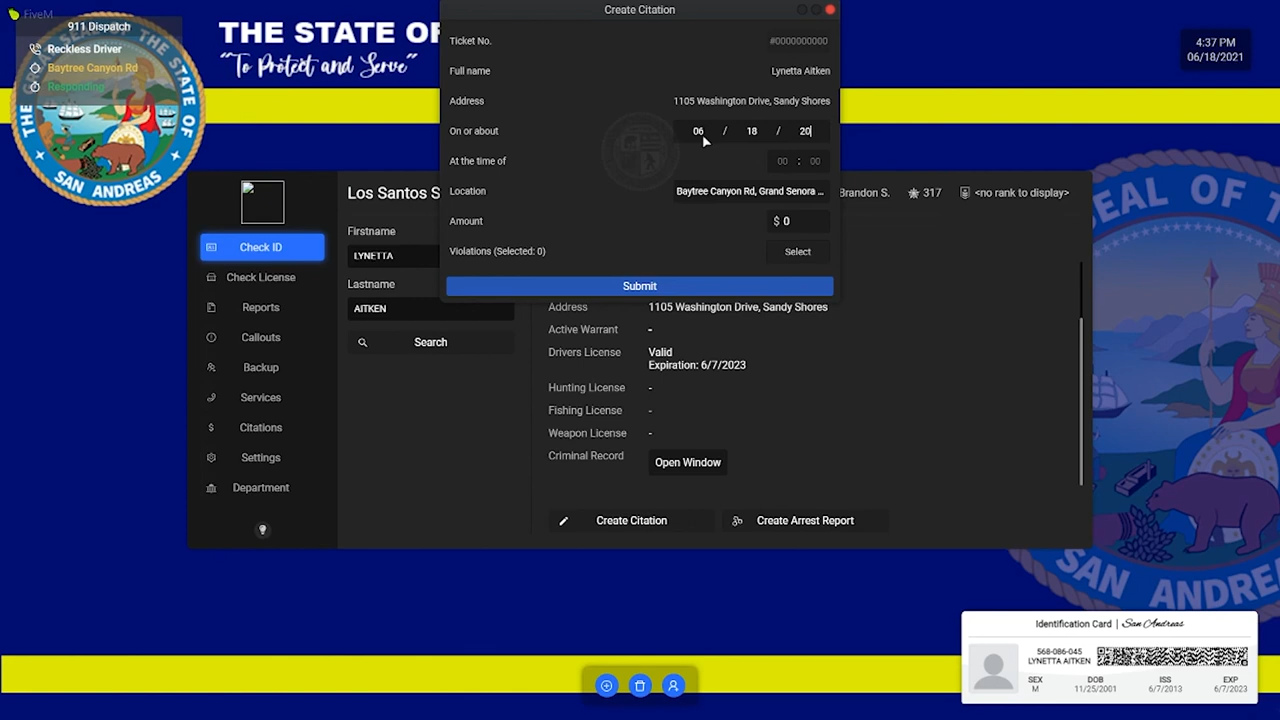 FiveM
911 Dispatch
Reckless Driver
Baytree Canyon Rd
Responding
THE STATE OF
"To Protect and Serve"
THE STATE OF
SAN ANDREAS
4:37 PM
06/18/2021
Create Citation
Ticket No.
#0000000000
Full name
Lynetta Aitken
Address
1105 Washington Drive, Sandy Shores
On or about
06 / 18 / 20
At the time of
00 : 00
Location
Baytree Canyon Rd, Grand Senora ...
Amount
$ 0
Violations (Selected: 0)
Select
Submit
Los Santos S
Brandon S.
317
<no rank to display>
Check ID
Check License
Reports
Callouts
Backup
Services
Citations
Settings
Department
Firstname
LYNETTA
Lastname
AITKEN
Search
Address
1105 Washington Drive, Sandy Shores
Active Warrant
-
Drivers License
Valid
Expiration: 6/7/2023
Hunting License
-
Fishing License
-
Weapon License
-
Criminal Record
Open Window
Create Citation
Create Arrest Report
SEAL OF T
AN ANDRE
Identification Card | San Andreas
568-086-045
LYNETTA AITKEN
SEX
DOB
ISS
EXP
M
11/25/2001
6/7/2013
6/7/2023